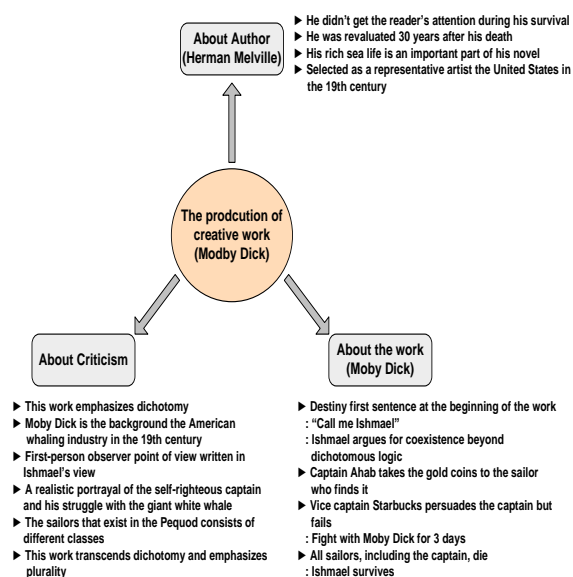 About Author
(Herman Melville)
▶ He didn't get the reader's attention during his survival
▶ He was revaluated 30 years after his death
▶ His rich sea life is an important part of his novel
▶ Selected as a representative artist the United States in
the 19th century
The prodcution of
creative work
(Modby Dick)
About Criticism
▶ This work emphasizes dichotomy
▶ Moby Dick is the background the American
whaling industry in the 19th century
▶ First-person observer point of view written in
Ishmael's view
▶ A realistic portrayal of the self-righteous captain
and his struggle with the giant white whale
▶ The sailors that exist in the Pequod consists of
different classes
▶ This work transcends dichotomy and emphasizes
plurality
About the work
(Moby Dick)
▶ Destiny first sentence at the beginning of the work
: “Call me Ishmael”
: Ishmael argues for coexistence beyond
dichotomous logic
▶ Captain Ahab takes the gold coins to the sailor
who finds it
▶ Vice captain Starbucks persuades the captain but
fails
: Fight with Moby Dick for 3 days
▶ All sailors, including the captain, die
: Ishmael survives